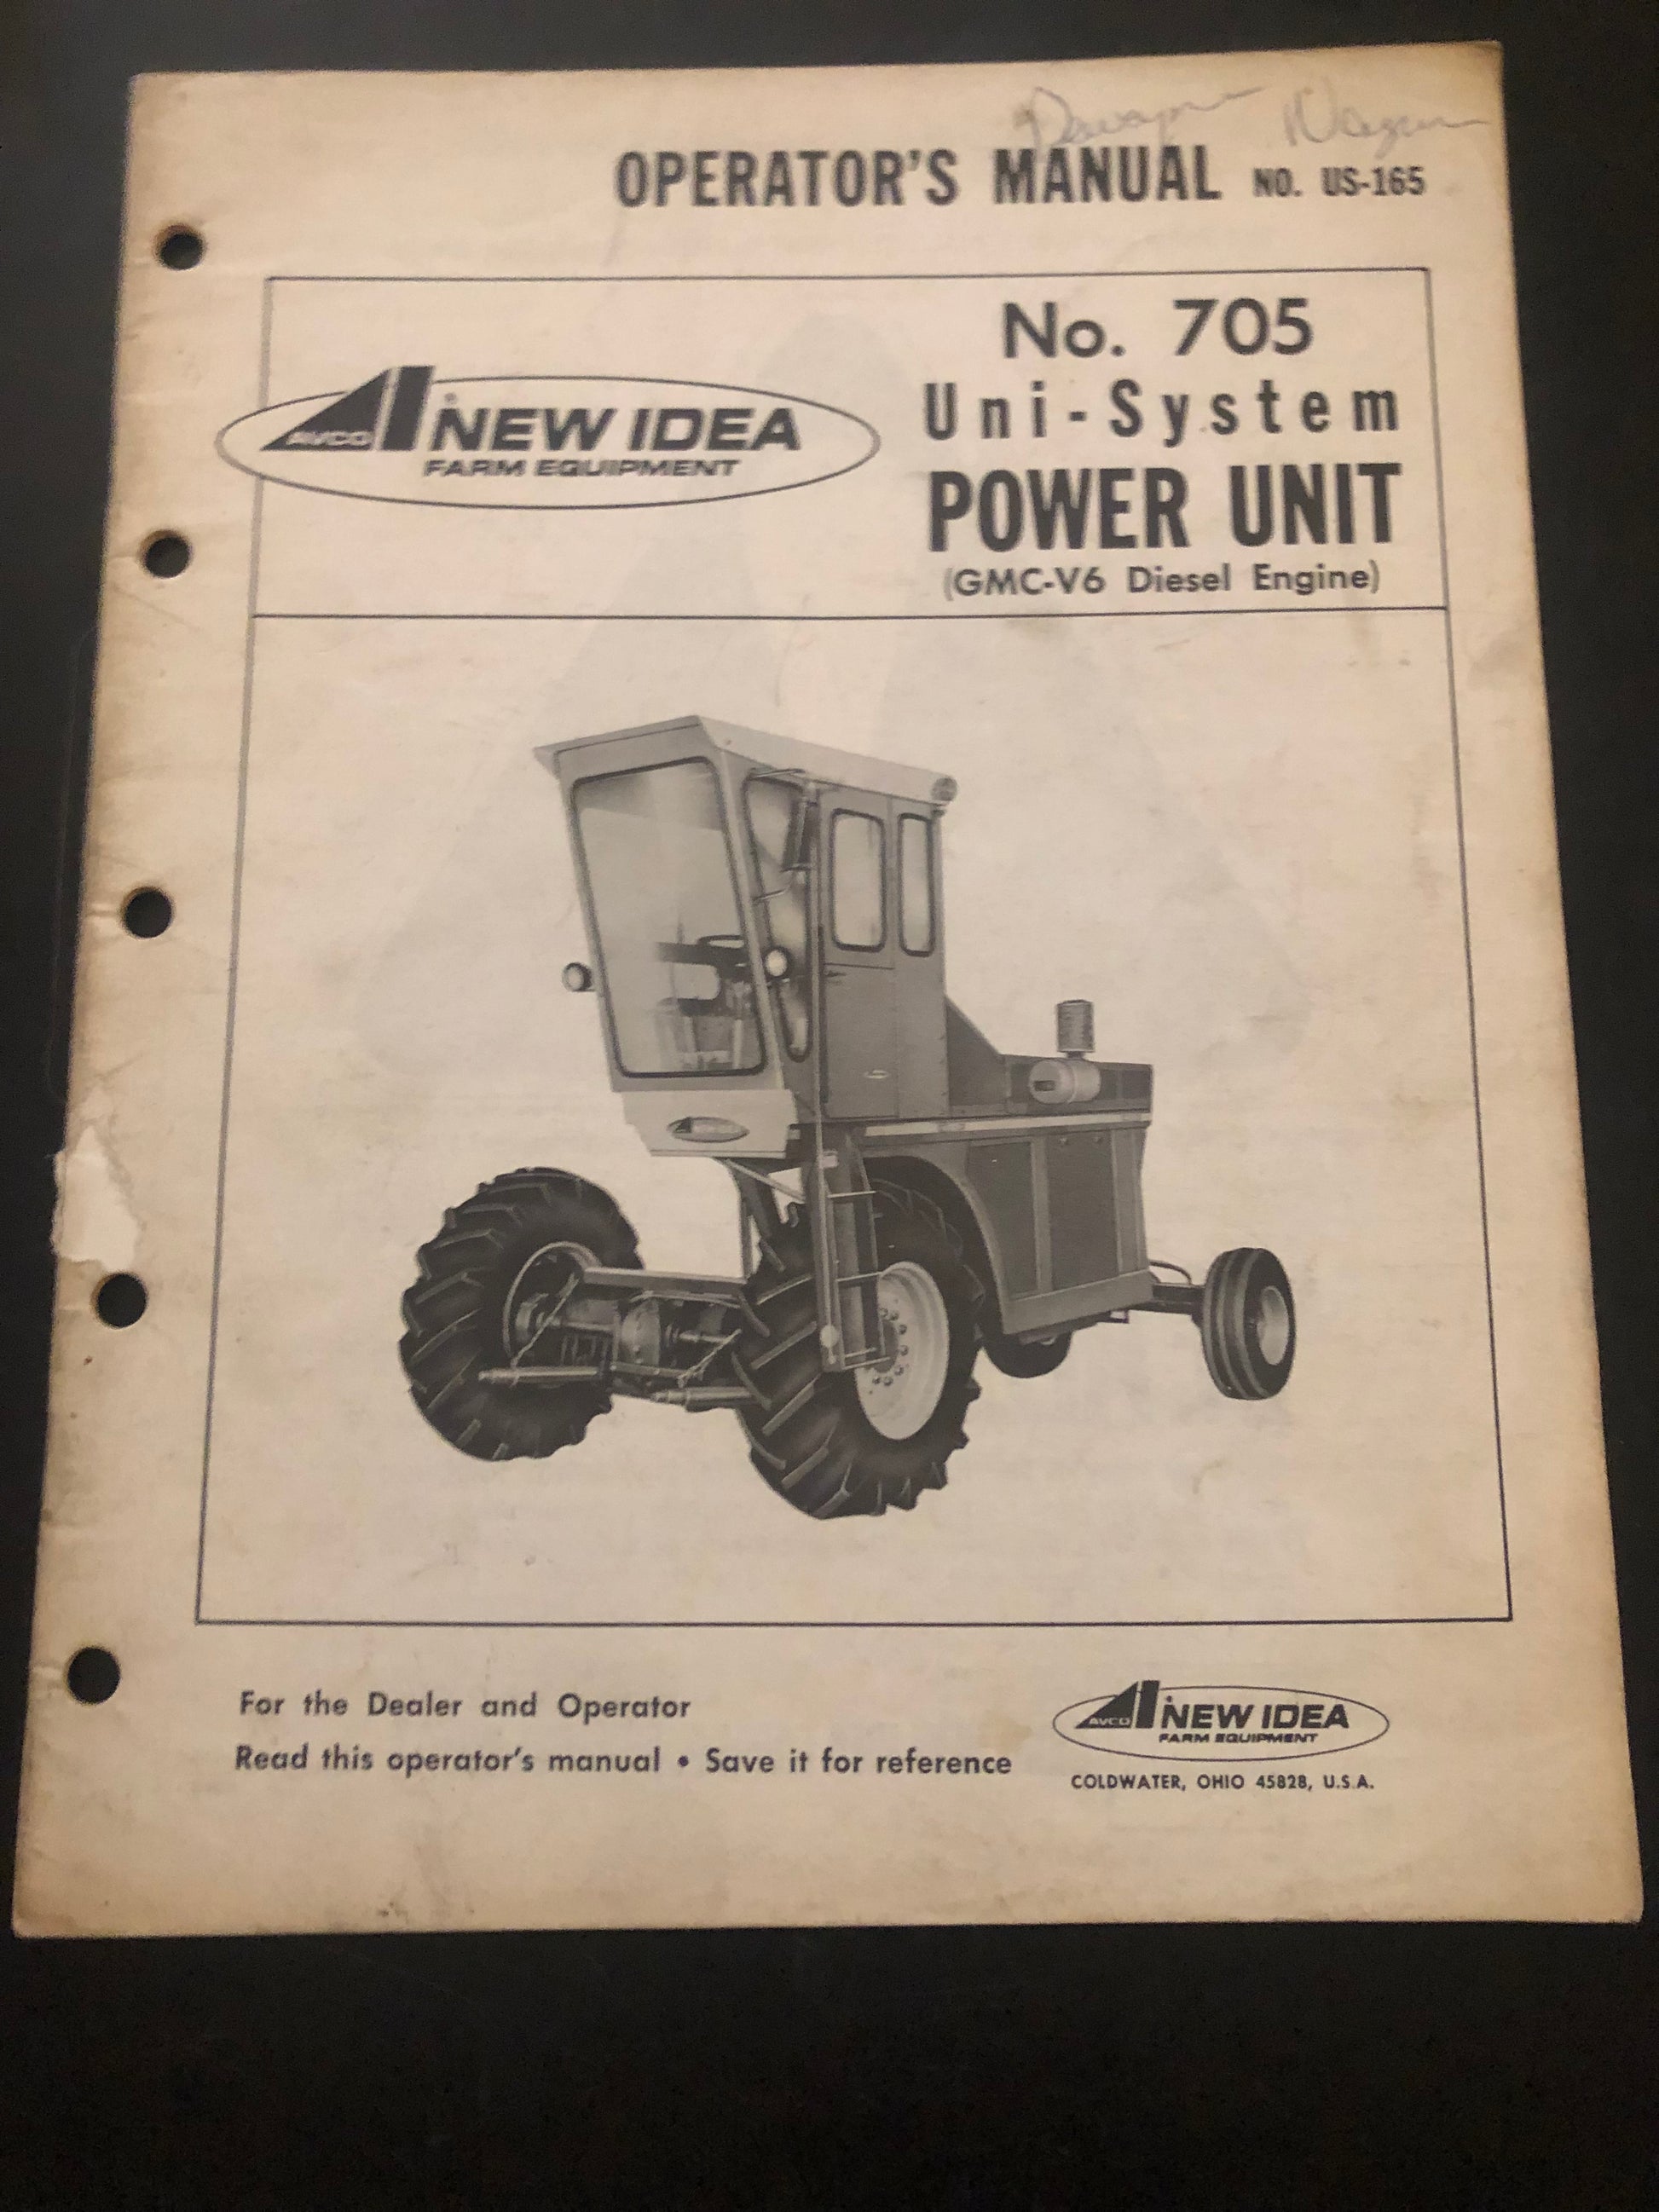 OPERATOR'S MANUAL NO. US-165
No. 705
Uni-System
POWER UNIT
(GMC-V6 Diesel Engine)
AVCO NEW IDEA
FARM EQUIPMENT
For the Dealer and Operator
Read this operator's manual • Save it for reference
AVCO NEW IDEA
FARM EQUIPMENT
COLDWATER, OHIO 45828, U.S.A.